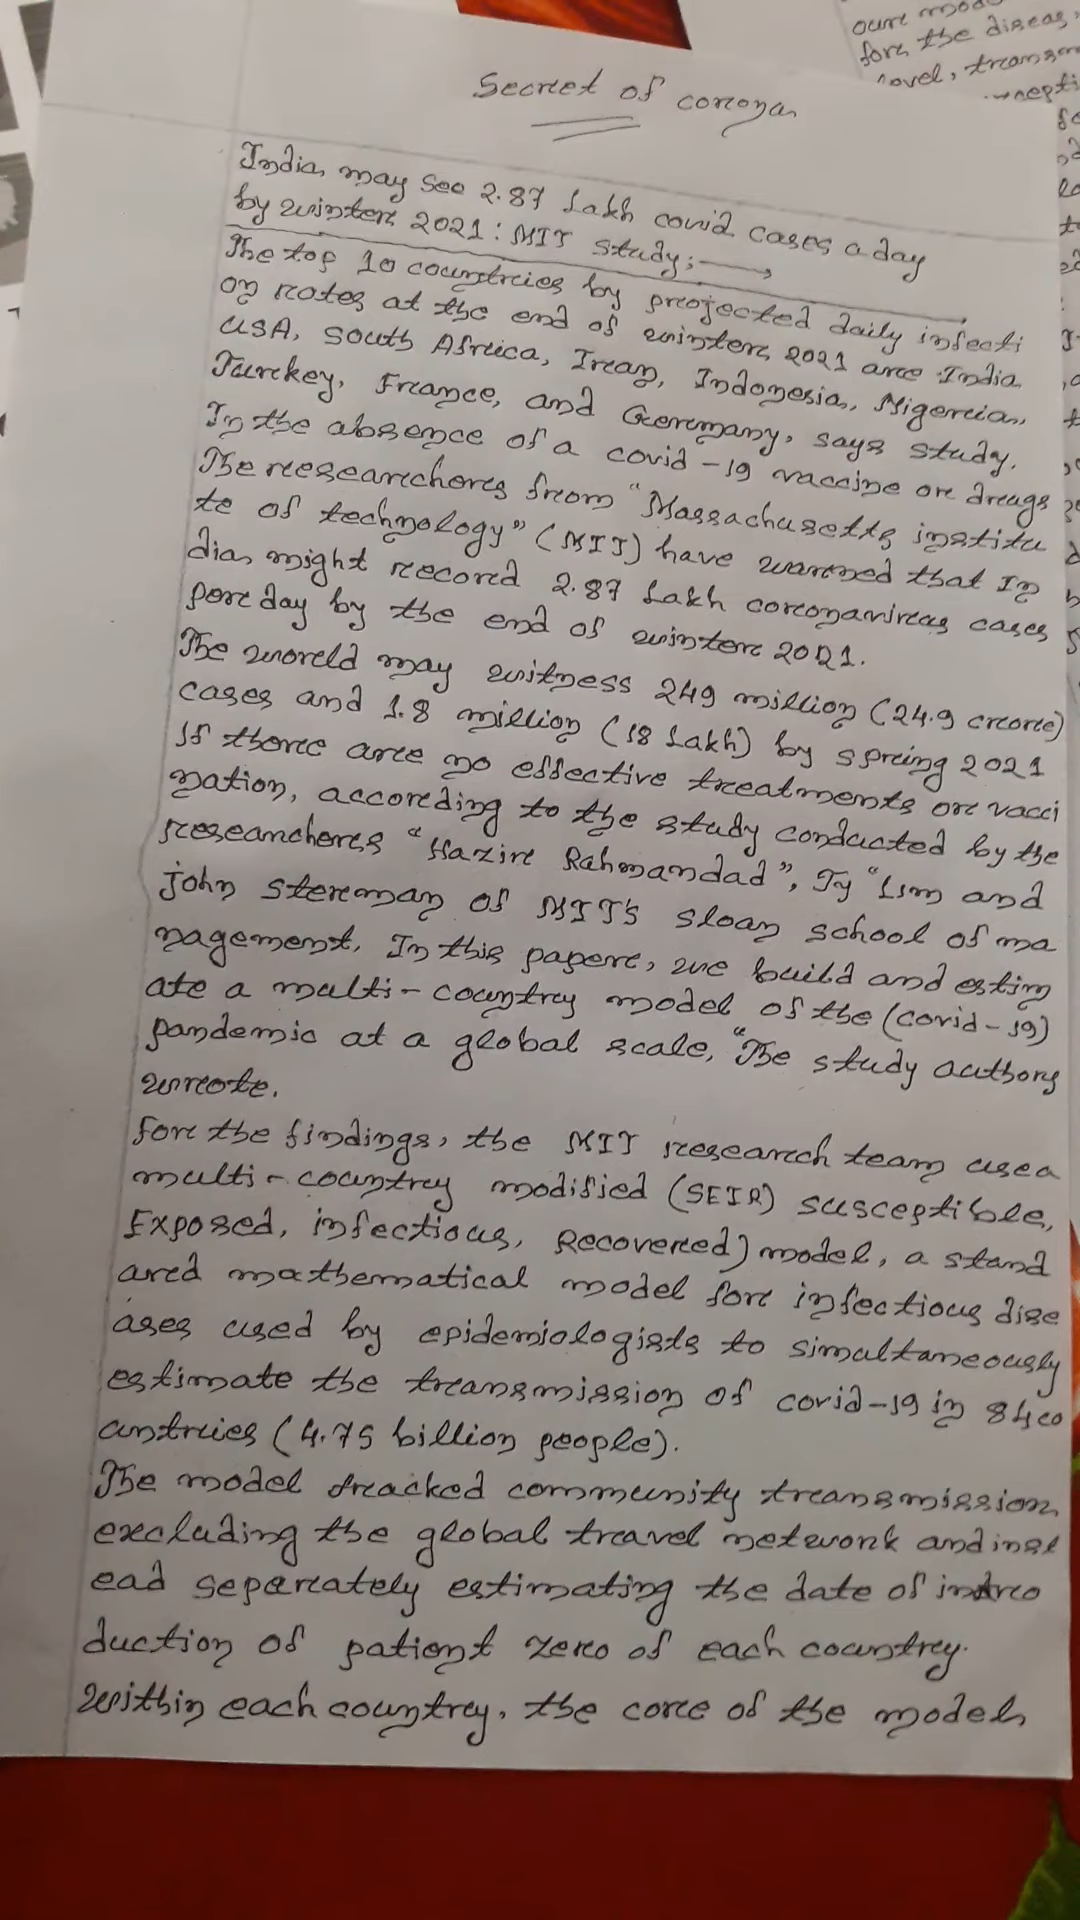 Secret of corona
India may see 2.87 Lakh covid cases a day
by winter 2021: MIT study:—
The top 10 countries by projected daily infecti
on rates at the end of winter 2021 are India
USA, South Africa, Iran, Indonesia, Nigeria,
Turkey, France, and Germany, says study.
In the absence of a covid-19 vaccine or drugs
The researchers from "Massachusetts institu
te of technology" (MIT) have warned that In
dia might record 2.87 Lakh coronavirus cases
per day by the end of winter 2021.
The world may witness 249 million (24.9 crore)
cases and 1.8 million (18 Lakh) by spring 2021
If there are no effective treatments or vacci
nation, according to the study conducted by the
researchers "Hazir Rahmandad", Ty "Lim and
john sterman of MIT's sloan school of ma
nagement. In this paper, we build and estim
ate a multi-country model of the (covid-19)
pandemic at a global scale, "The study authors
wrote.
for the findings, the MIT research team usea
multi-country modified (SEIR) susceptible,
Exposed, infectious, Recovered) model, a stand
ard mathematical model for infectious dise
ases used by epidemiologists to simultaneously
estimate the transmission of covid-19 in 84 co
untries (4.75 billion people).
The model tracked community transmission
excluding the global travel network and inst
ead seperately estimating the date of intro
duction of patient zero of each country.
Within each country, the core of the model
our mod
for the diseas
novel, transm